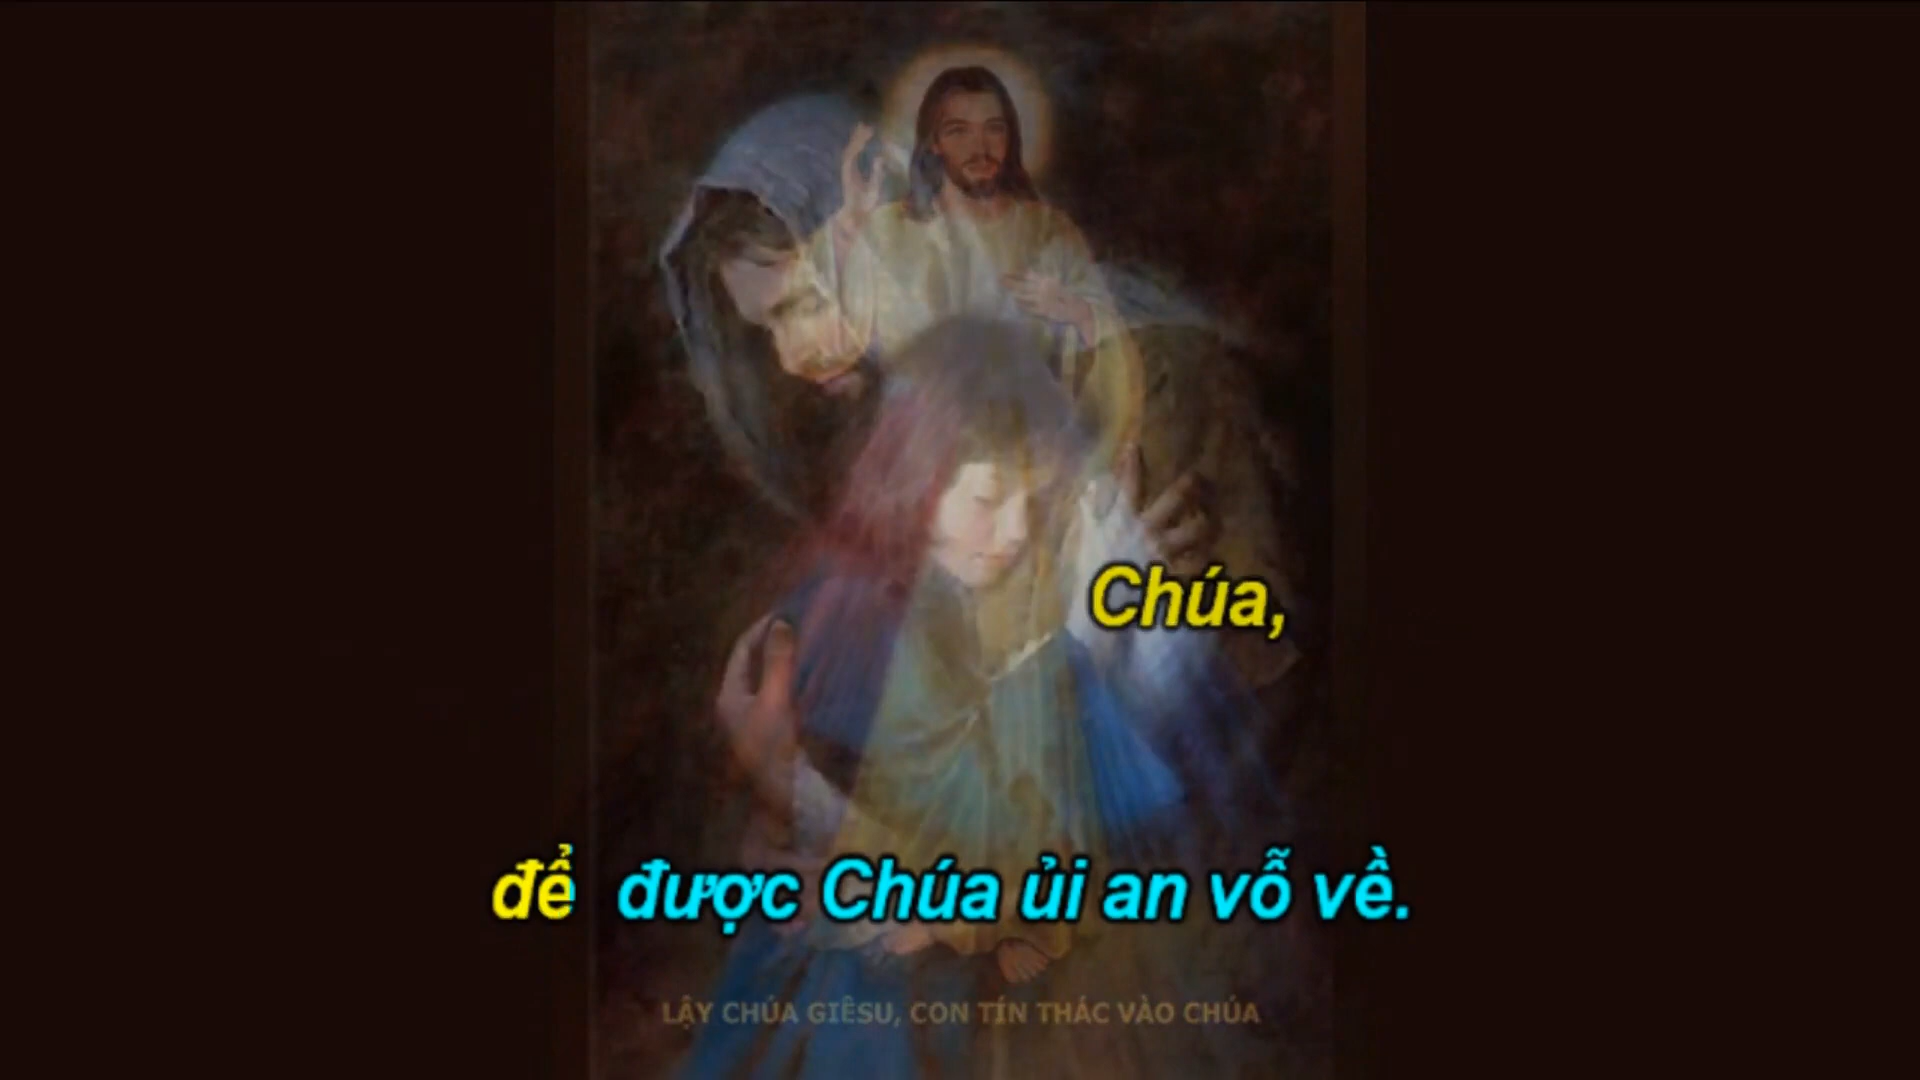 Chúa,
để được Chúa ủi an vỗ về.
LẬY CHÚA GIÊSU, CON TÍN THÁC VÀO CHÚA